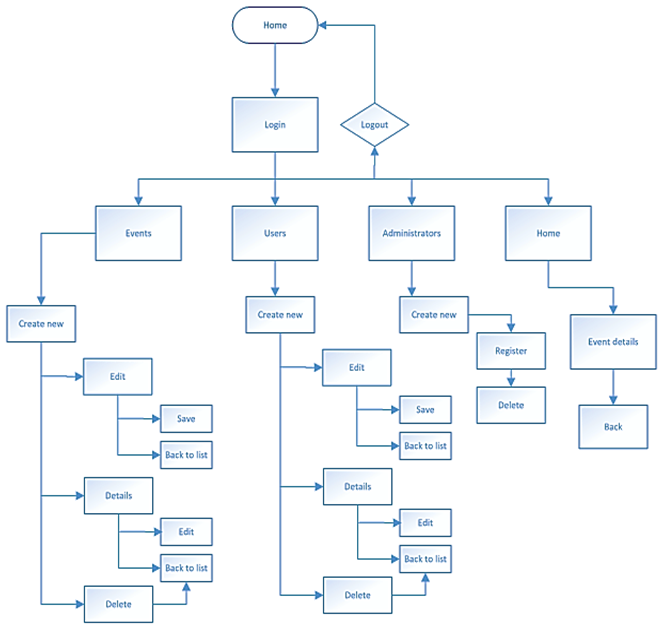 Home
Login
Logout
Events
Users
Administrators
Home
Create new
Create new
Create new
Register
Event details
Edit
Edit
Delete
Save
Save
Back
Back to list
Back to list
Details
Details
Edit
Edit
Back to list
Back to list
Delete
Delete